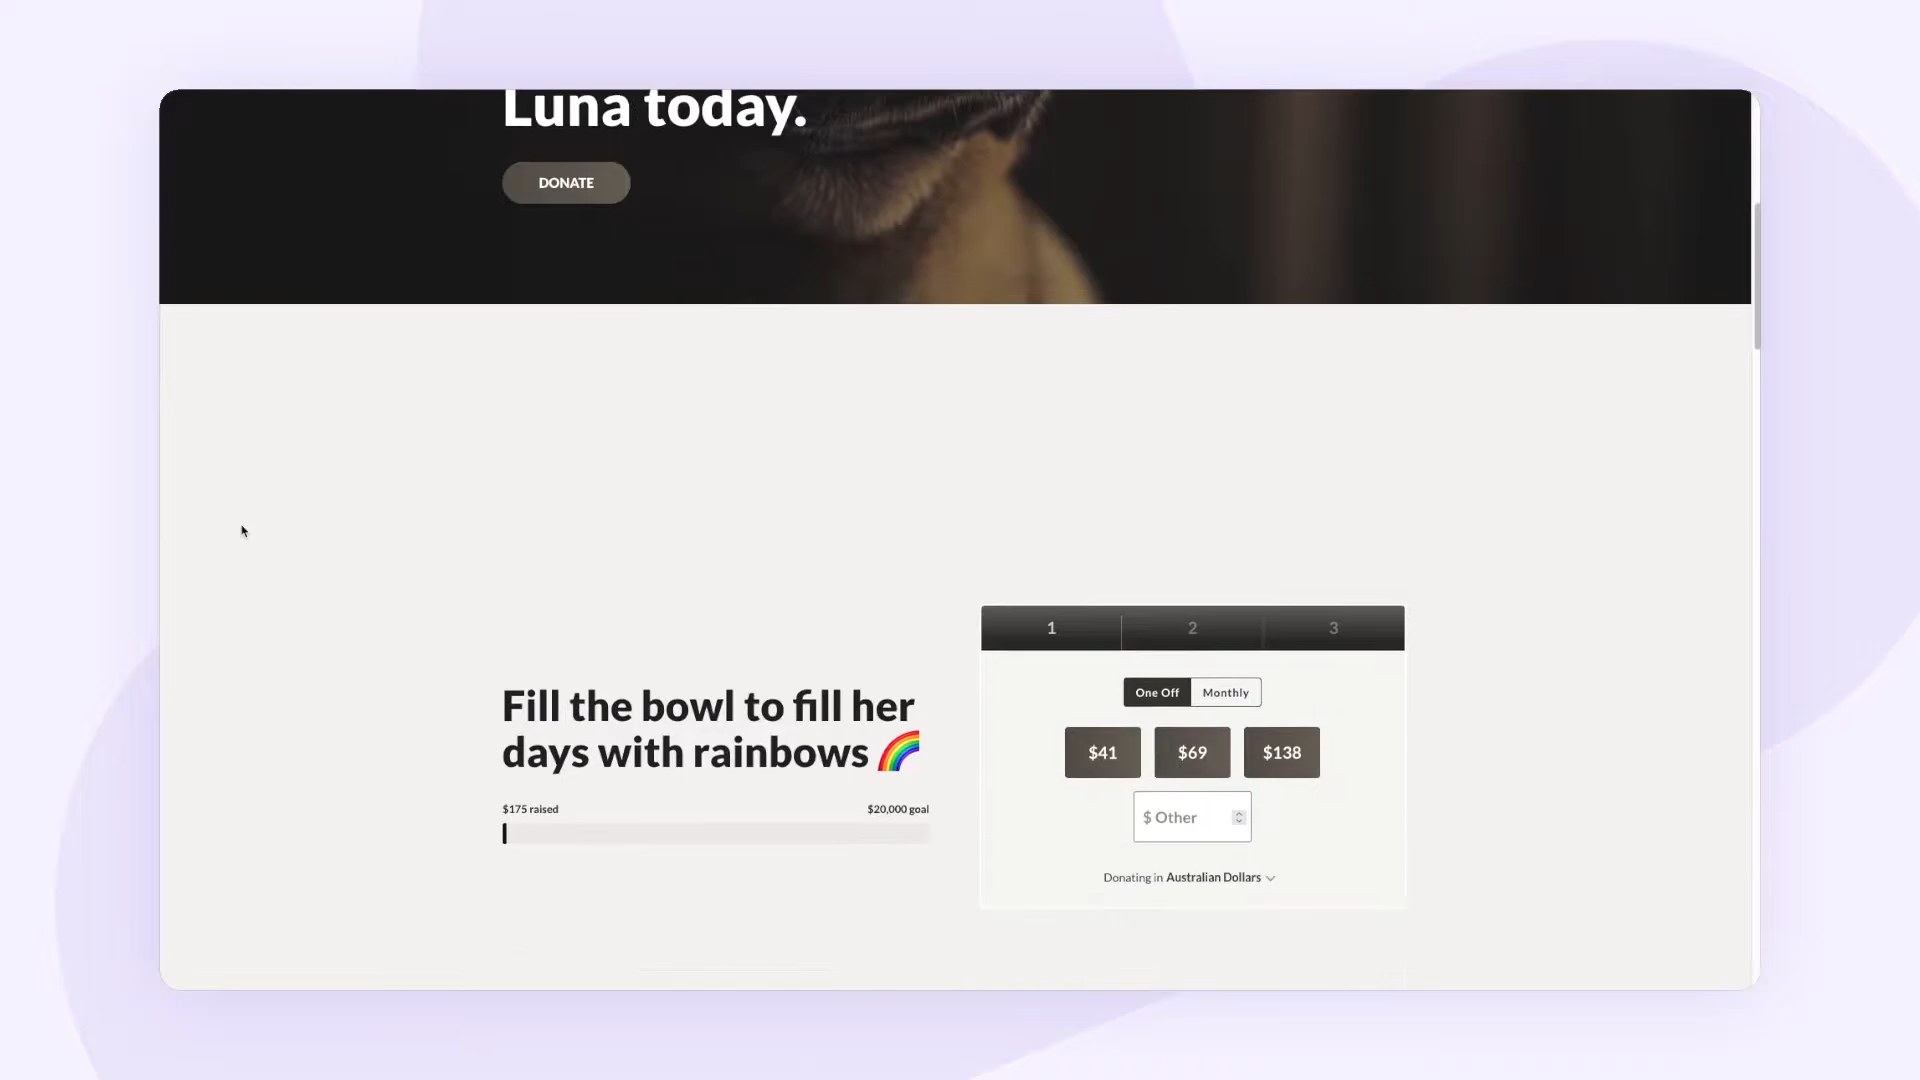 Luna today.
DONATE
Fill the bowl to fill her
days with rainbows 🌈
$175 raised
$20,000 goal
1
2
3
One Off
Monthly
$41
$69
$138
$ Other
Donating in Australian Dollars